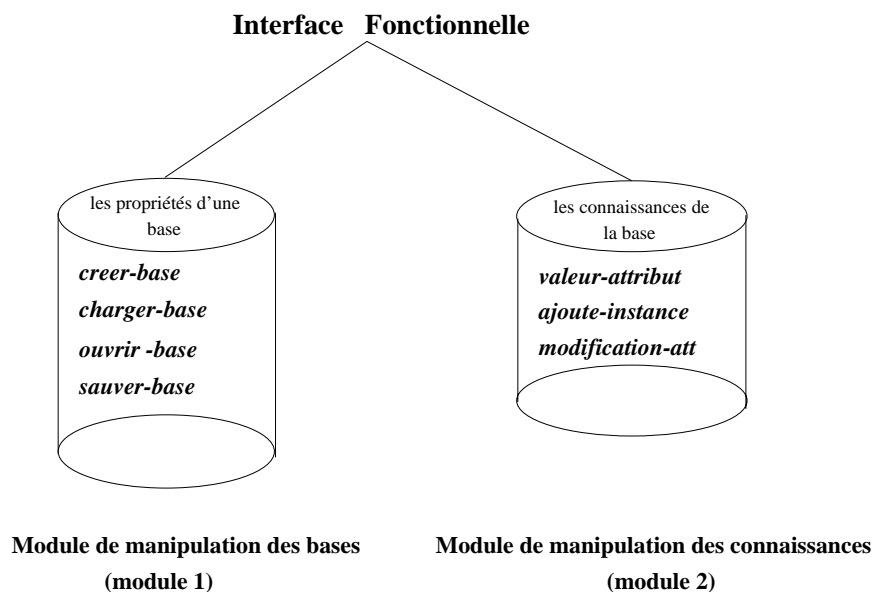 Interface Fonctionnelle
les propriétés d'une
base
creer-base
charger-base
ouvrir -base
sauver-base
les connaissances de
la base
valeur-attribut
ajoute-instance
modification-att
Module de manipulation des bases
(module 1)
Module de manipulation des connaissances
(module 2)